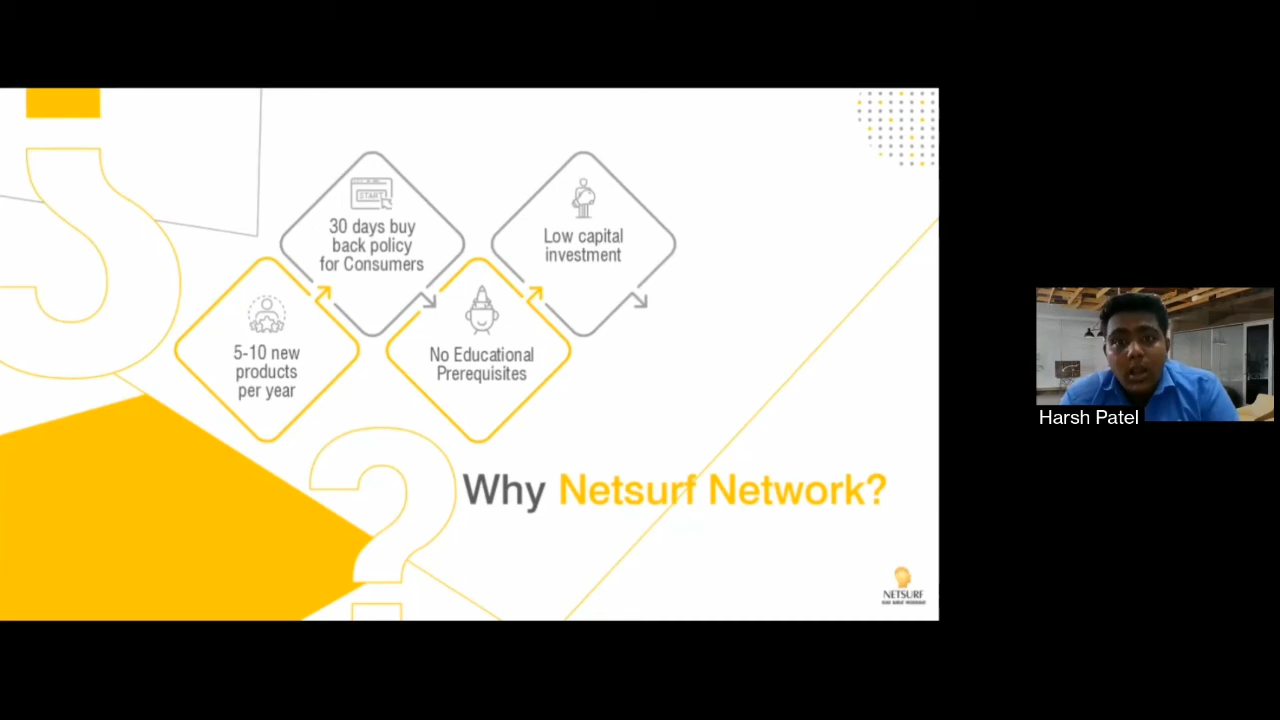 START
30 days buy
back policy
for Consumers
Low capital
investment
5-10 new
products
per year
No Educational
Prerequisites
?
Why Netsurf Network?
NETSURF
Harsh Patel